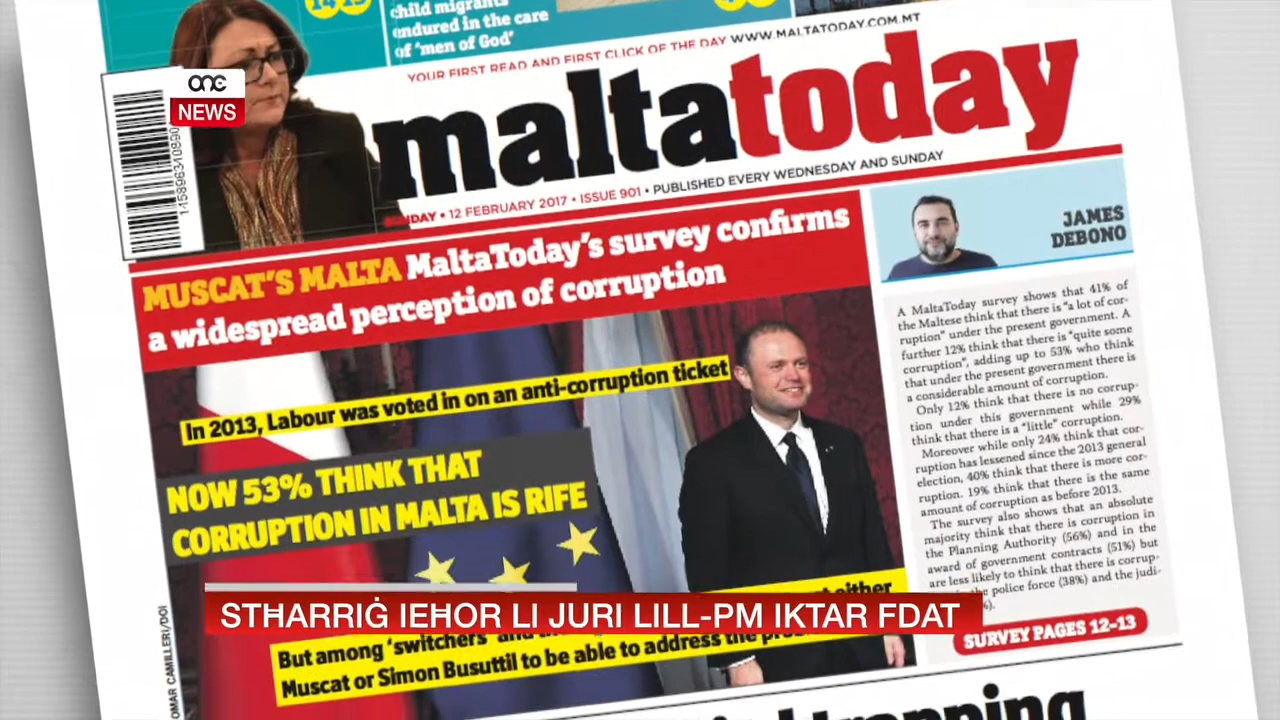 14-15
child migrants
endured in the care
of 'men of God'
one
NEWS
YOUR FIRST READ AND FIRST CLICK OF THE DAY WWW.MALTATODAY.COM.MT
maltatoday
SUNDAY • 12 FEBRUARY 2017 • ISSUE 901 • PUBLISHED EVERY WEDNESDAY AND SUNDAY
MUSCAT'S MALTA MaltaToday's survey confirms
a widespread perception of corruption
In 2013, Labour was voted in on an anti-corruption ticket
NOW 53% THINK THAT
CORRUPTION IN MALTA IS RIFE
either
But among 'switchers' and
Muscat or Simon Busuttil to be able to address the
JAMES
DEBONO
A MaltaToday survey shows that 41% of
the Maltese think that there is "a lot of cor-
ruption" under the present government. A
further 12% think that there is "quite some
corruption", adding up to 53% who think
that under the present government there is
a considerable amount of corruption.
Only 12% think that there is no corrup-
tion under this government while 29%
think that there is a "little" corruption.
Moreover while only 24% think that cor-
ruption has lessened since the 2013 general
election, 40% think that there is more cor-
ruption. 19% think that there is the same
amount of corruption as before 2013.
The survey also shows that an absolute
majority think that there is corruption in
the Planning Authority (56%) and in the
award of government contracts (51%) but
are less likely to think that there is corrup-
police force (38%) and the judi-
SURVEY PAGES 12–13
STHARRIĠ IEHOR LI JURI LILL-PM IKTAR FDAT
OMAR CAMILLERI/DOI